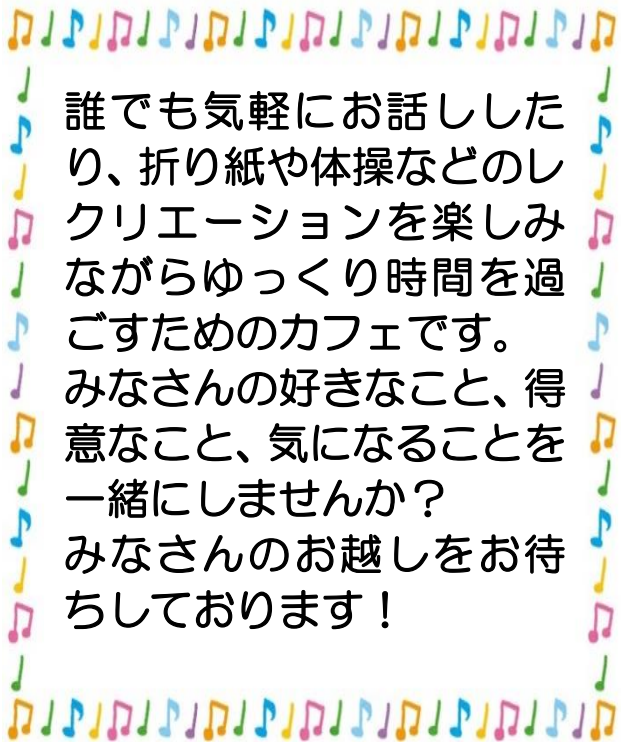 誰でも気軽にお話しした
り、折り紙や体操などのレ
クリエーションを楽しみ
ながらゆっくり時間を過
ごすためのカフェです。
みなさんの好きなこと、得
意なこと、気になることを
一緒にしませんか？
みなさんのお越しをお待
ちしております！